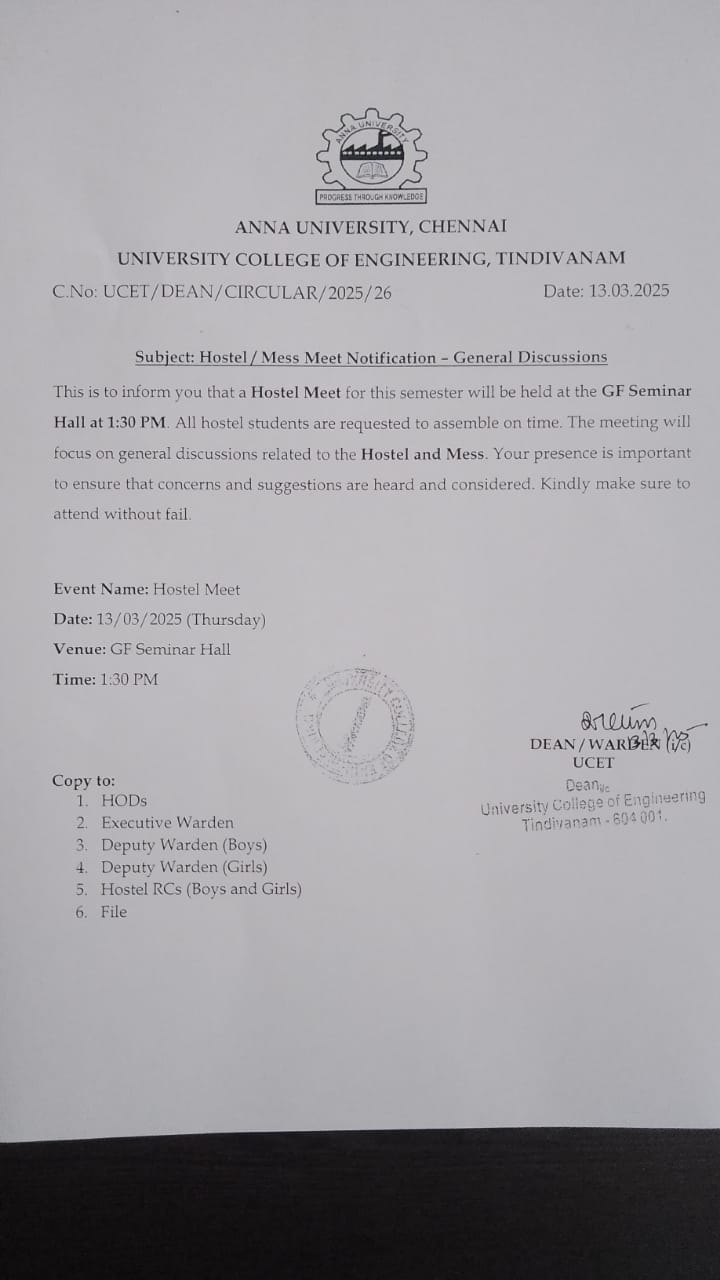 ANNA UNIVERSITY
PROGRESS THROUGH KNOWLEDGE
ANNA UNIVERSITY, CHENNAI
UNIVERSITY COLLEGE OF ENGINEERING, TINDIVANAM
C.No: UCET/DEAN/CIRCULAR/2025/26 Date: 13.03.2025
Subject: Hostel / Mess Meet Notification – General Discussions
This is to inform you that a Hostel Meet for this semester will be held at the GF Seminar
Hall at 1:30 PM. All hostel students are requested to assemble on time. The meeting will
focus on general discussions related to the Hostel and Mess. Your presence is important
to ensure that concerns and suggestions are heard and considered. Kindly make sure to
attend without fail.
Event Name: Hostel Meet
Date: 13/03/2025 (Thursday)
Venue: GF Seminar Hall
Time: 1:30 PM
DEAN / WARDEN (i/c)
UCET
Dean i/c
University College of Engineering
Tindivanam - 604 001.
Copy to:
1. HODs
2. Executive Warden
3. Deputy Warden (Boys)
4. Deputy Warden (Girls)
5. Hostel RCs (Boys and Girls)
6. File